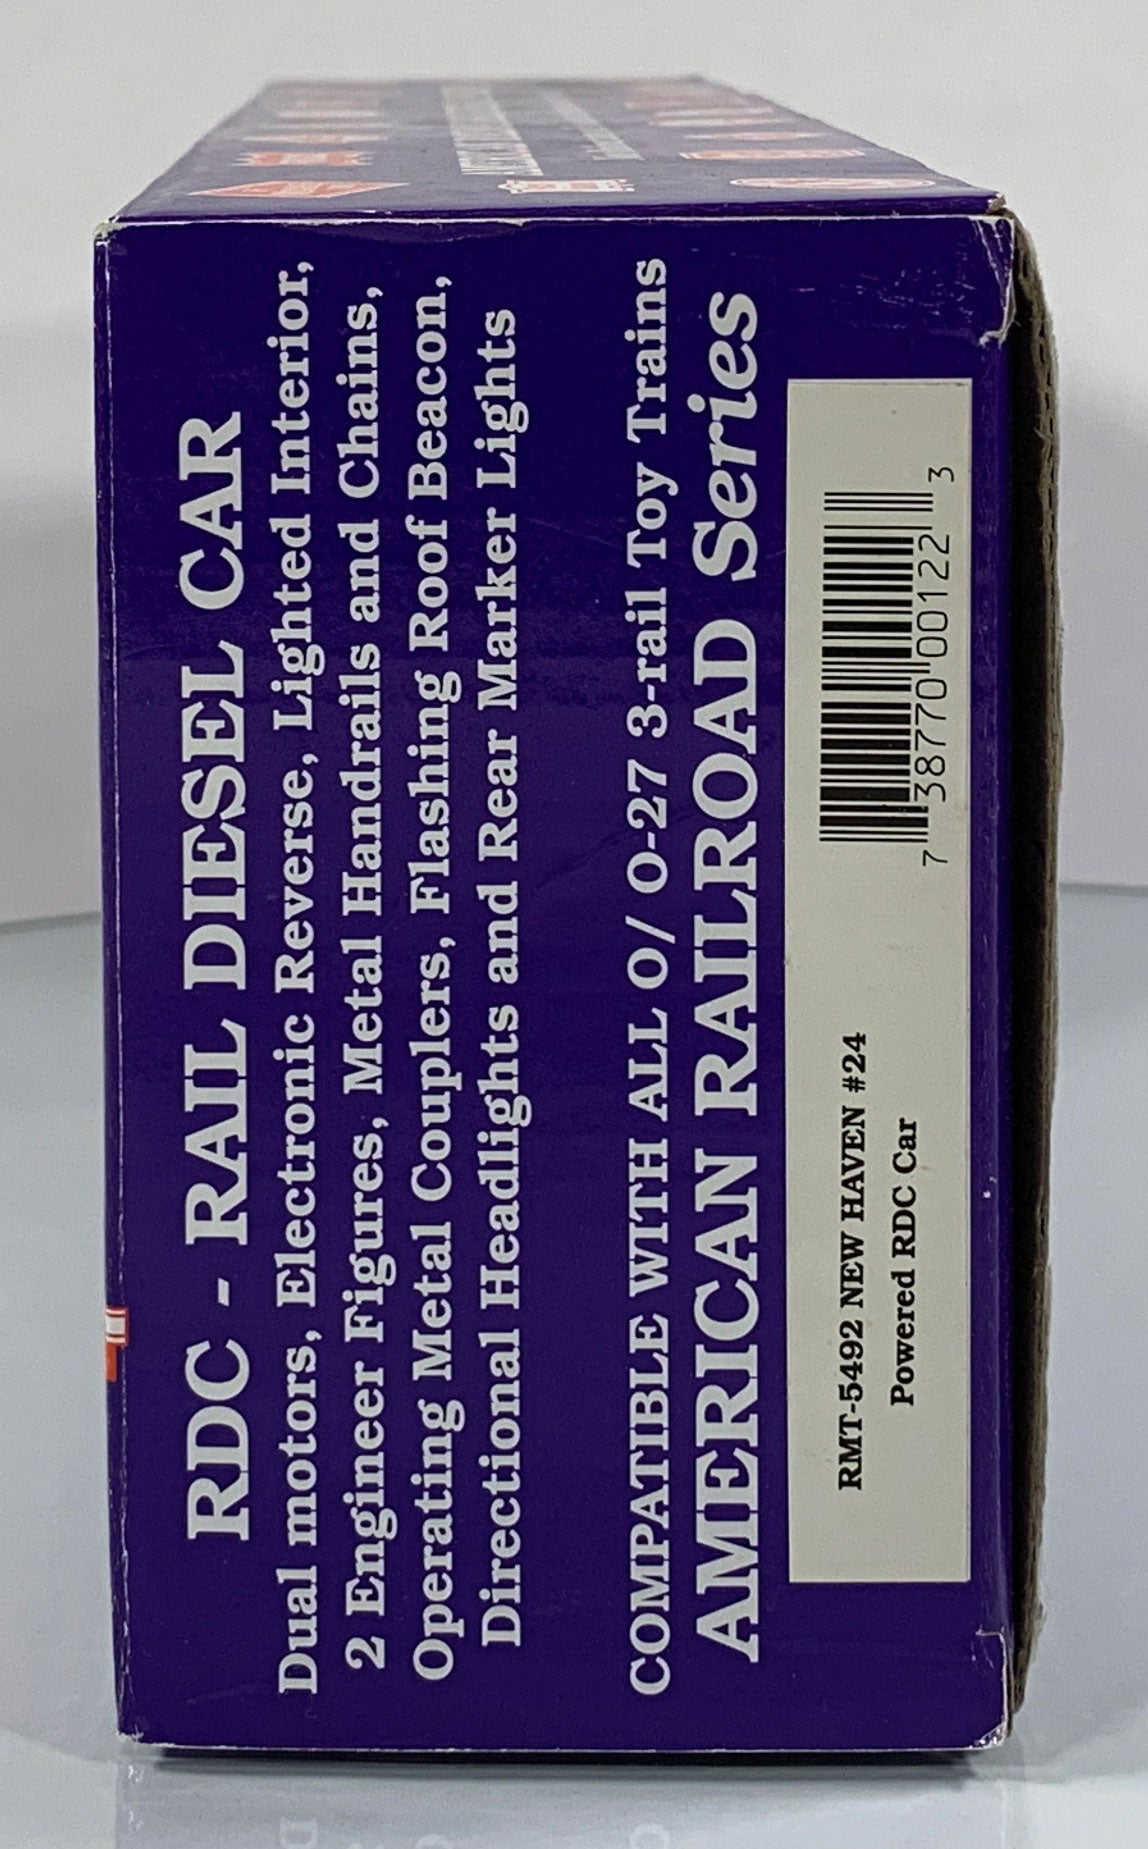 RDC - RAIL DIESEL CAR
Dual motors, Electronic Reverse, Lighted Interior,
2 Engineer Figures, Metal Handrails and Chains,
Operating Metal Couplers, Flashing Roof Beacon,
Directional Headlights and Rear Marker Lights
COMPATIBLE WITH ALL O/ O-27 3-rail Toy Trains
AMERICAN RAILROAD Series
RMT-5492 NEW HAVEN #24
Powered RDC Car
7 38770 00122 3